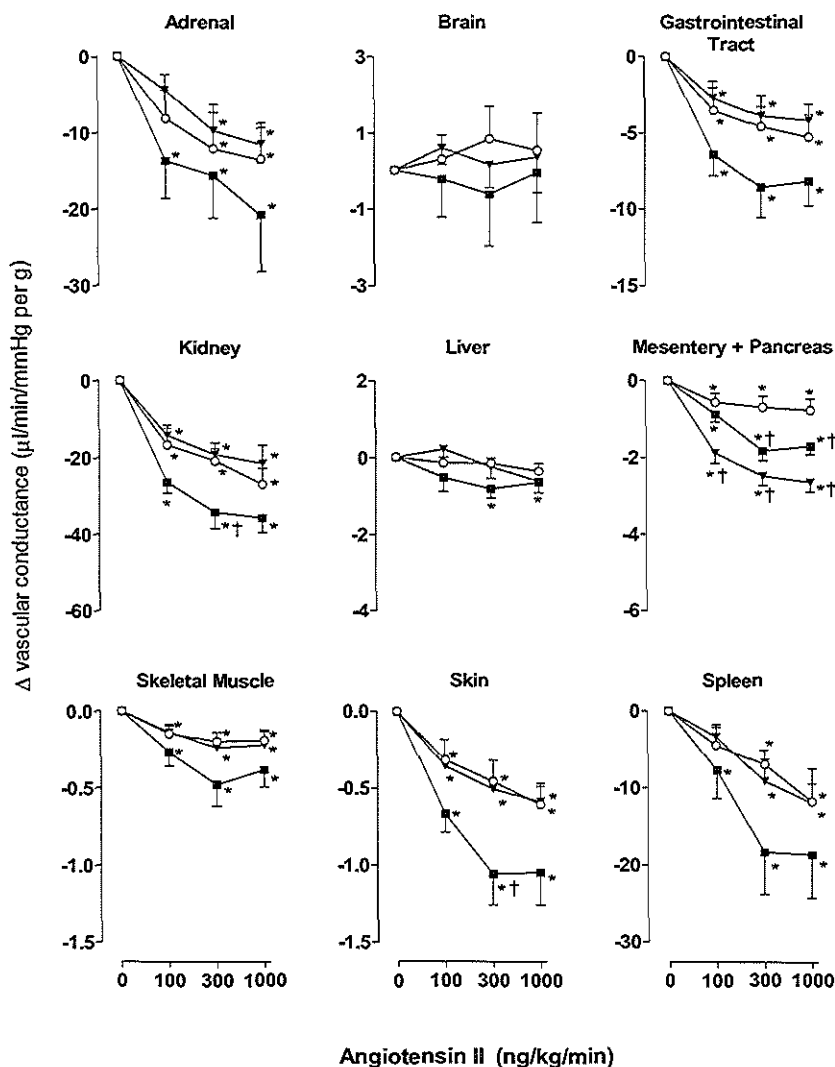 Adrenal
Brain
Gastrointestinal
Tract
0
-10
-20
-30
3
1
-1
-3
0
-5
-10
-15
* * * * * * *
* * * * * * * * *
Kidney
Liver
Mesentery + Pancreas
0
-20
-40
-60
2
0
-2
-4
0
-2
-4
-6
* * * * * * * *† *
* *
* * * * *† *† *† *† *†
Skeletal Muscle
Skin
Spleen
0.0
-0.5
-1.0
-1.5
0.0
-0.5
-1.0
-1.5
0
-10
-20
-30
* * * * * * * *
* * * * * * * *† *
* * * * * * *
0 100 300 1000
0 100 300 1000
0 100 300 1000
Δ vascular conductance (µl/min/mmHg per g)
Angiotensin II (ng/kg/min)